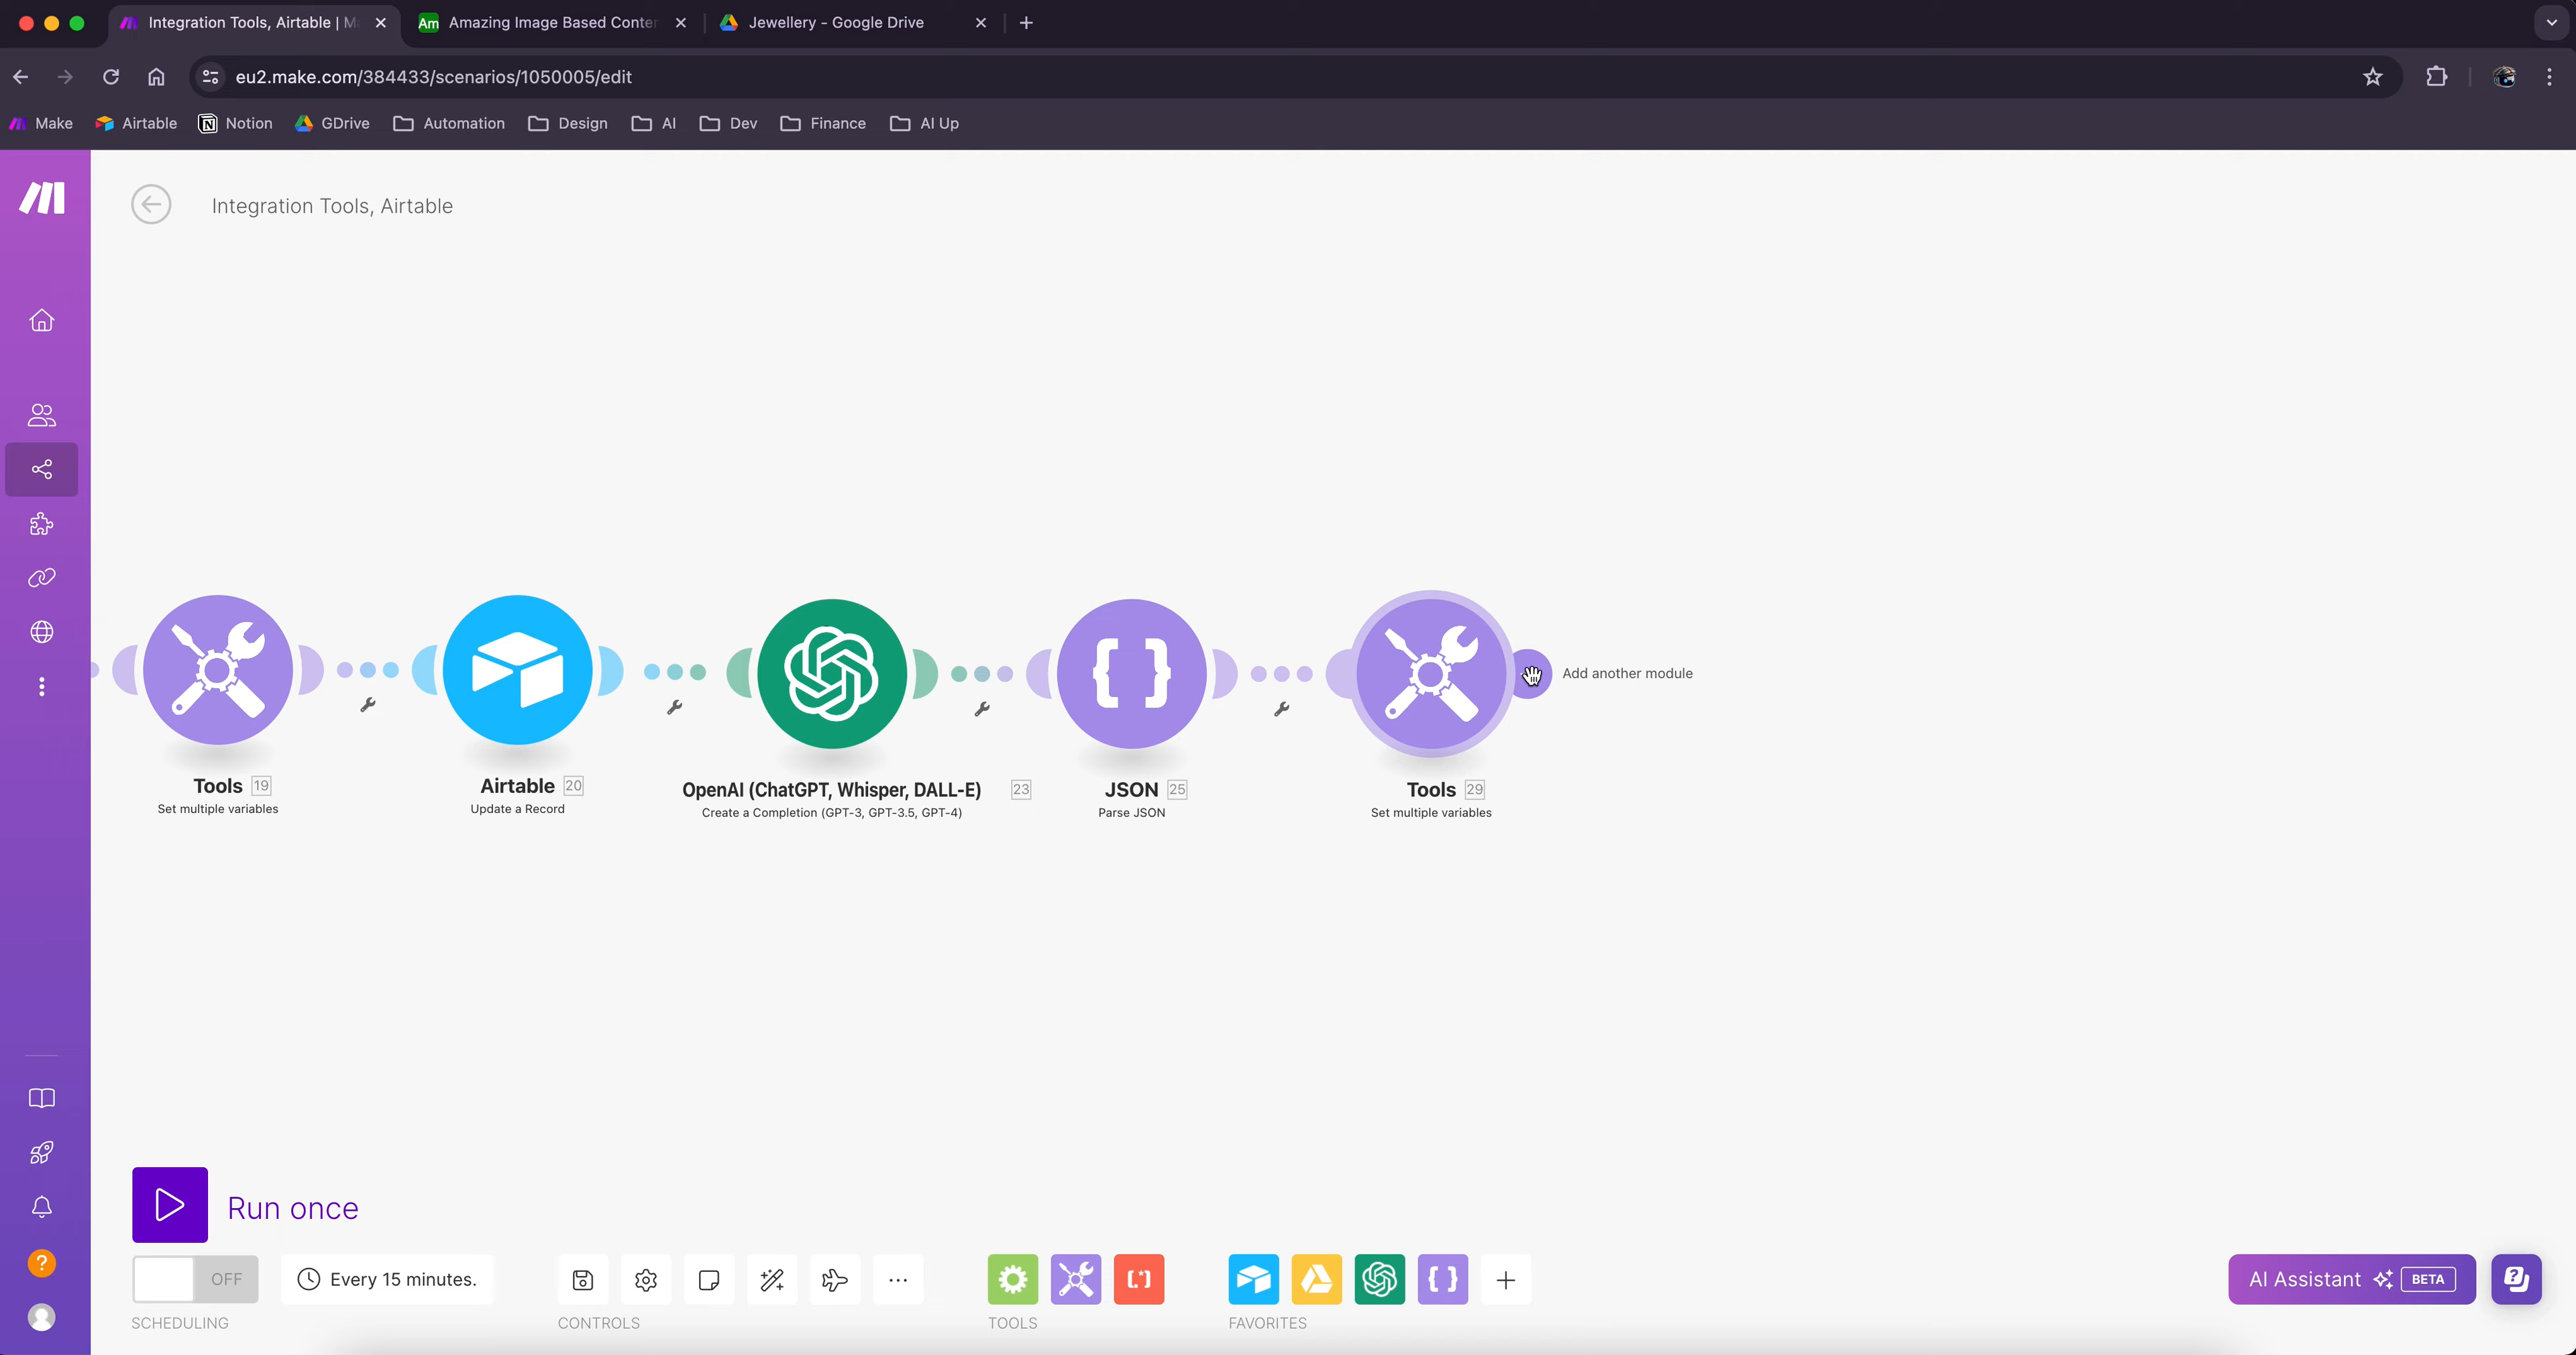 Integration Tools, Airtable | M
Am Amazing Image Based Conter
Jewellery - Google Drive
eu2.make.com/384433/scenarios/1050005/edit
Make Airtable Notion GDrive Automation Design AI Dev Finance AI Up
Integration Tools, Airtable
Add another module
Tools 19
Set multiple variables
Airtable 20
Update a Record
OpenAI (ChatGPT, Whisper, DALL-E) 23
Create a Completion (GPT-3, GPT-3.5, GPT-4)
JSON 25
Parse JSON
Tools 29
Set multiple variables
Run once
OFF
Every 15 minutes.
AI Assistant BETA
SCHEDULING
CONTROLS
TOOLS
FAVORITES